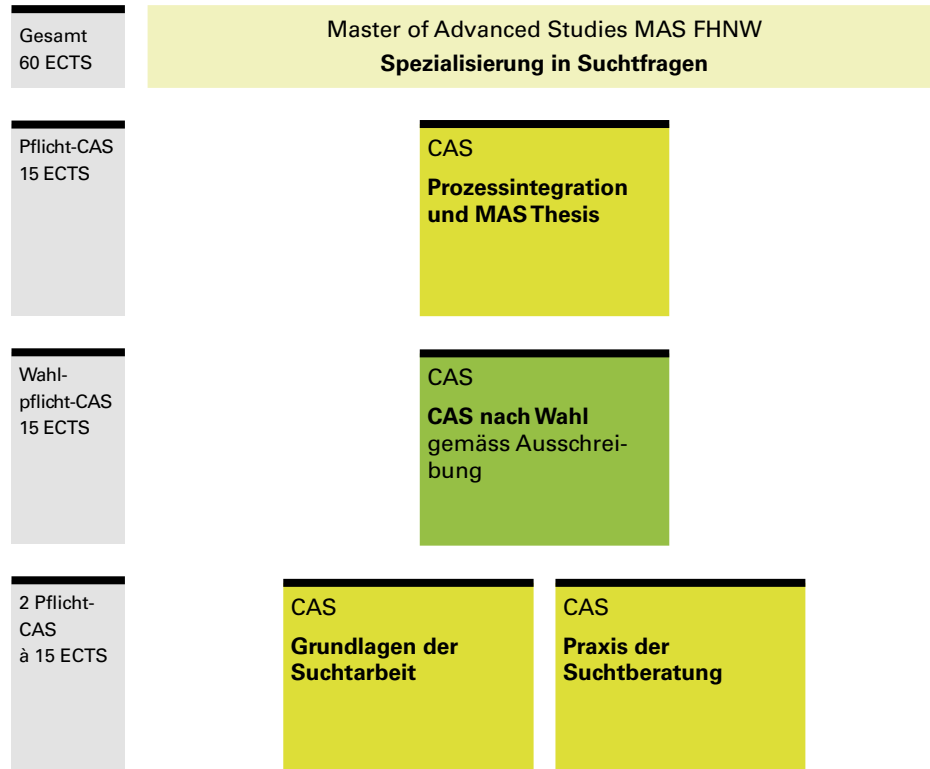 Gesamt
60 ECTS
Master of Advanced Studies MAS FHNW
Spezialisierung in Suchtfragen
Pflicht-CAS
15 ECTS
CAS
Prozessintegration
und MAS Thesis
Wahl-
pflicht-CAS
15 ECTS
CAS
CAS nach Wahl
gemäss Ausschrei-
bung
2 Pflicht-
CAS
à 15 ECTS
CAS
Grundlagen der
Suchtarbeit
CAS
Praxis der
Suchtberatung